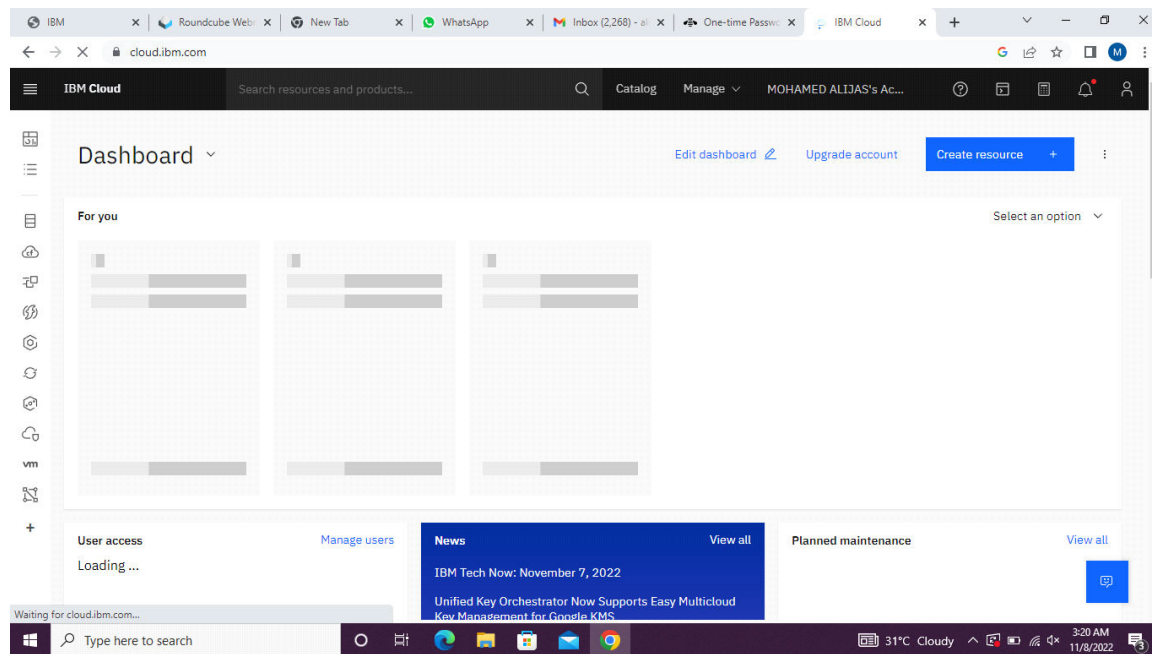 IBM
Roundcube Webr
New Tab
WhatsApp
Inbox (2,268) - al
One-time Passwo
IBM Cloud
cloud.ibm.com
M
IBM Cloud
Search resources and products...
Catalog
Manage
MOHAMED ALIJAS's Ac...
Dashboard
Edit dashboard
Upgrade account
Create resource +
For you
Select an option
vm
User access
Manage users
Loading ...
News
View all
IBM Tech Now: November 7, 2022
Unified Key Orchestrator Now Supports Easy Multicloud
Key Management for Google KMS
Planned maintenance
View all
Waiting for cloud.ibm.com...
Type here to search
31°C Cloudy
3:20 AM
11/8/2022
3